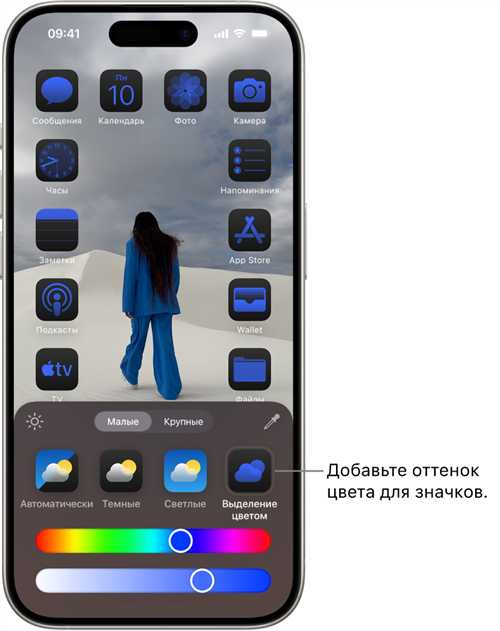 09:41
Пн
10
Сообщения
Календарь
Фото
Камера
Часы
Напоминания
Заметки
App Store
Подкасты
Wallet
tv
TV
Файлы
Малые
Крупные
Автоматически
Темные
Светлые
Выделение
цветом
Добавьте оттенок
цвета для значков.